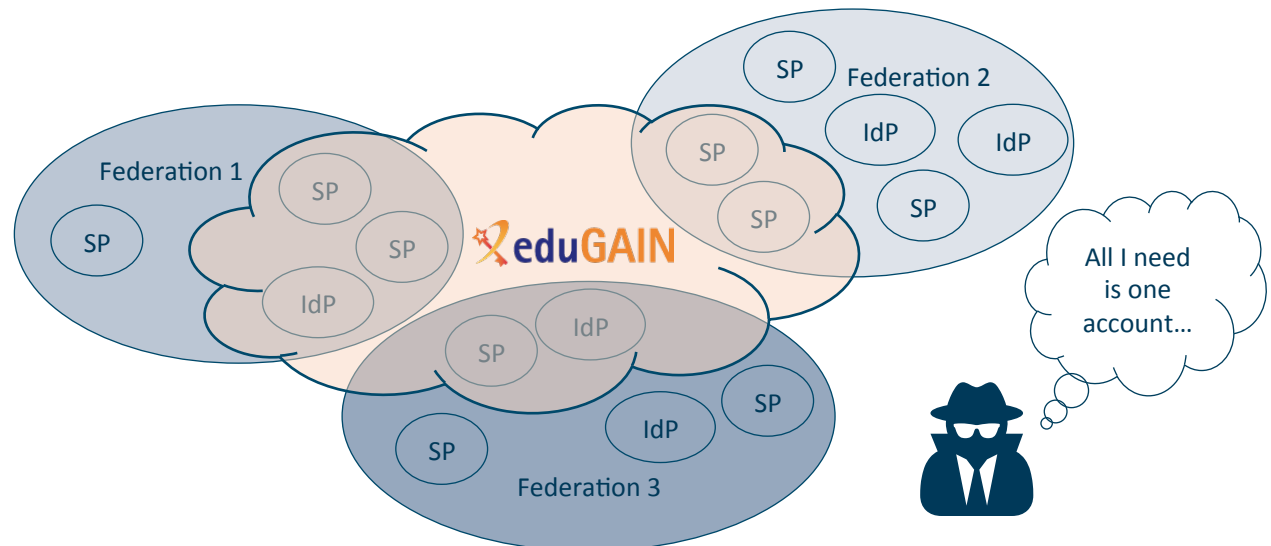 Federation 1
SP
SP
SP
IdP
eduGAIN
SP
Federation 2
IdP
IdP
SP
SP
SP
SP
IdP
SP
IdP
SP
Federation 3
All I need
is one
account...